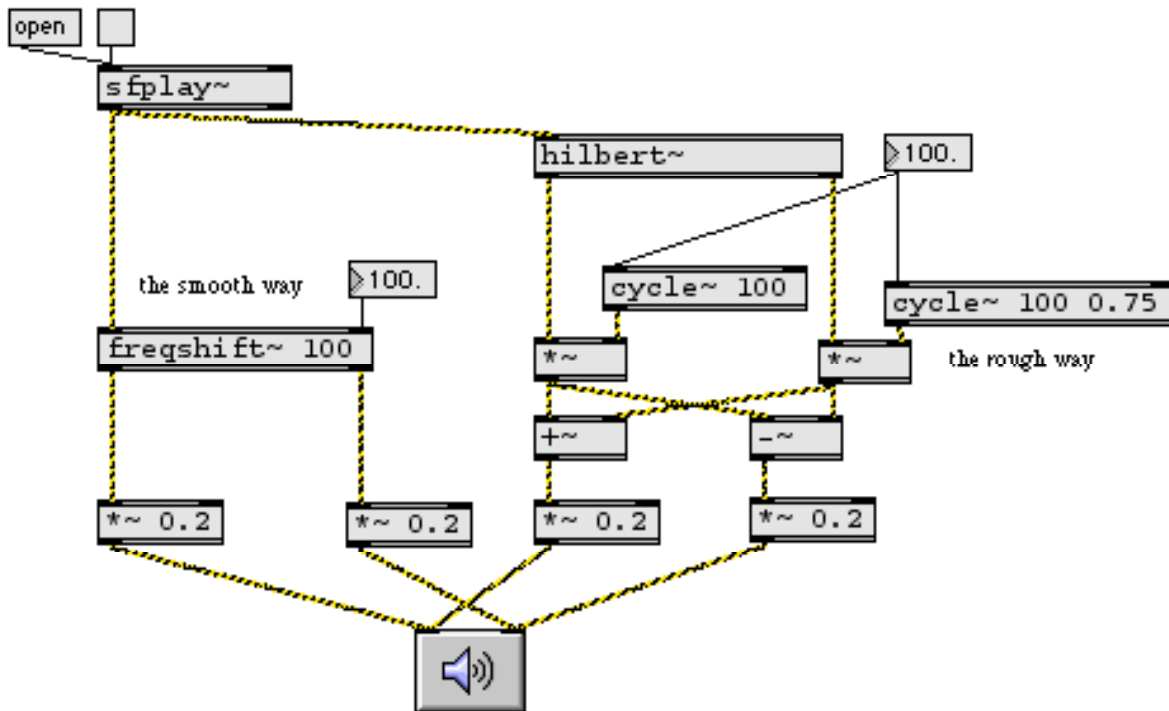 open
sfplay~
hilbert~
100.
the smooth way
100.
cycle~ 100
cycle~ 100 0.75
freqshift~ 100
*~
*~
the rough way
+~
-~
*~ 0.2
*~ 0.2
*~ 0.2
*~ 0.2